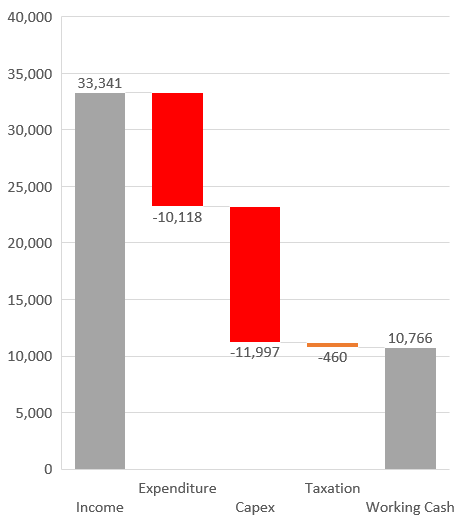 40,000
35,000
30,000
25,000
20,000
15,000
10,000
5,000
0
33,341
-10,118
-11,997
-460
10,766
Expenditure
Taxation
Income
Capex
Working Cash